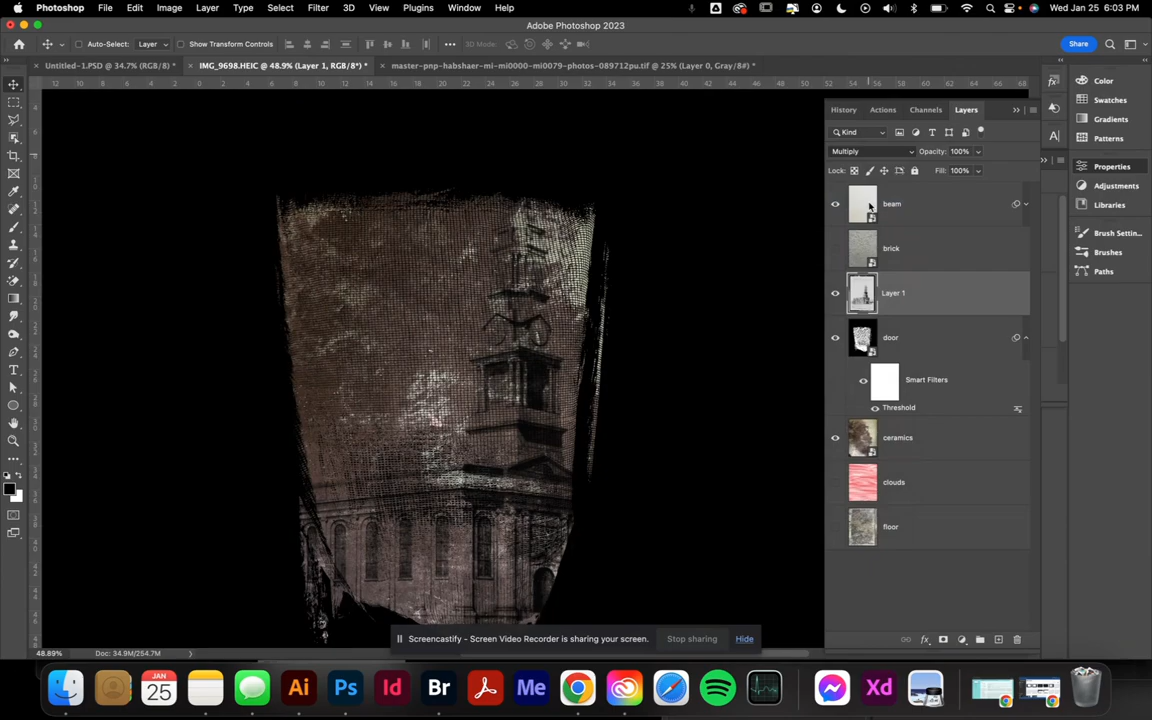 Photoshop File Edit Image Layer Type Select Filter 3D View Plugins Window Help Wed Jan 25 6:03 PM
Adobe Photoshop 2023
Auto-Select: Layer Show Transform Controls 3D Mode: Share
Untitled-1.PSD @ 34.7% (RGB/8) * IMG_9698.HEIC @ 48.9% (Layer 1, RGB/8*) * master-pnp-habshaer-mi-mi0000-mi0079-photos-089712pu.tif @ 25% (Layer 0, Gray/8#) *
History Actions Channels Layers
Kind
Multiply Opacity: 100%
Lock: Fill: 100%
beam
brick
Layer 1
door
Smart Filters
Threshold
ceramics
clouds
floor
Color
Swatches
Gradients
Patterns
Properties
Adjustments
Libraries
Brush Settin...
Brushes
Paths
48.89% Doc: 34.9M/254.7M
Screencastify - Screen Video Recorder is sharing your screen. Stop sharing Hide
JAN
25
Ai Ps Id Br Me Xd